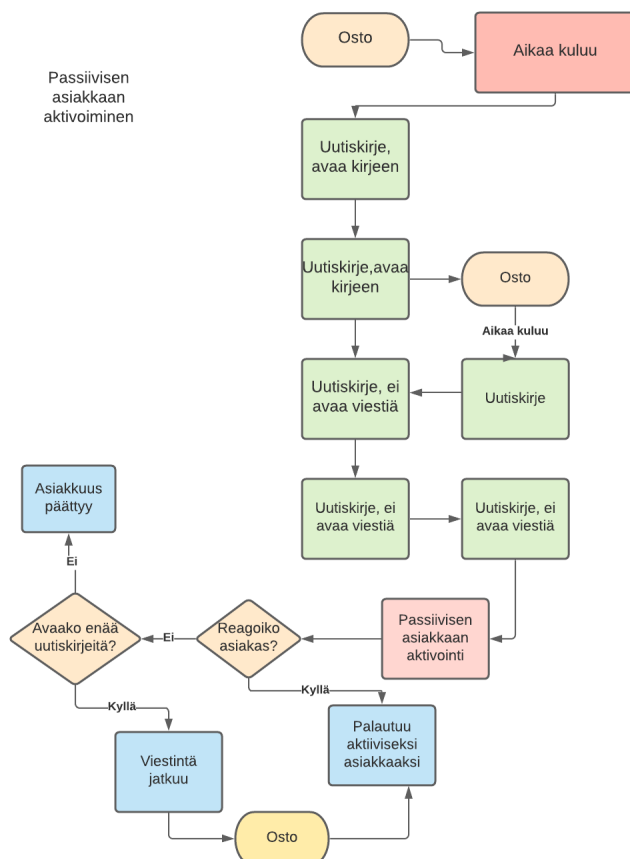 Osto
Aikaa kuluu
Passiivisen
asiakkaan
aktivoiminen
Uutiskirje,
avaa kirjeen
Uutiskirje,avaa
kirjeen
Osto
Aikaa kuluu
Uutiskirje, ei
avaa viestiä
Uutiskirje
Asiakkuus
päättyy
Uutiskirje, ei
avaa viestiä
Uutiskirje, ei
avaa viestiä
Ei
Avaako enää
uutiskirjeitä?
Ei
Reagoiko
asiakas?
Passiivisen
asiakkaan
aktivointi
Kyllä
Kyllä
Viestintä
jatkuu
Palautuu
aktiiviseksi
asiakkaaksi
Osto